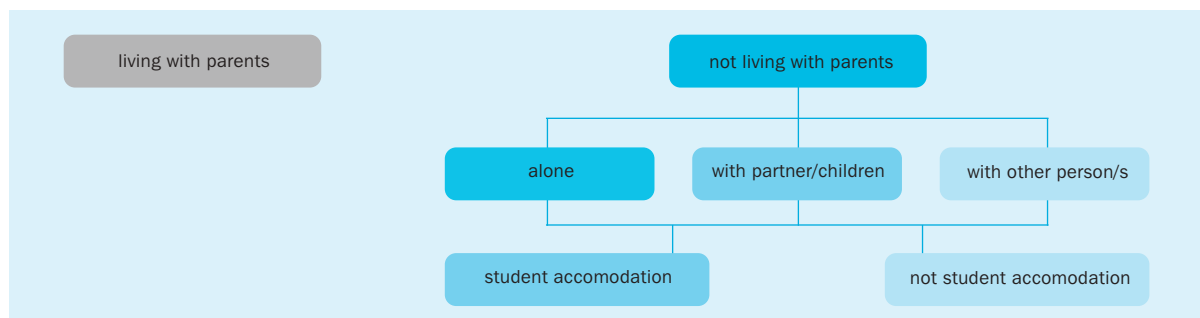 living with parents
not living with parents
alone
with partner/children
with other person/s
student accomodation
not student accomodation